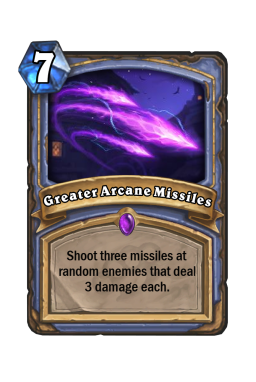 7
Greater Arcane Missiles
Shoot three missiles at
random enemies that deal
3 damage each.